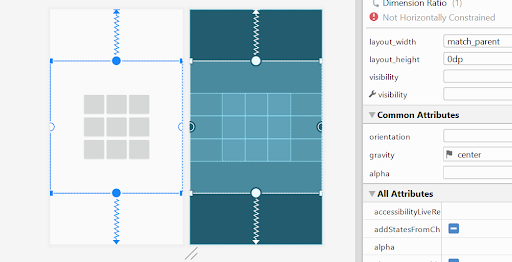 Dimension Ratio (1)
Not Horizontally Constrained
layout_width match_parent
layout_height 0dp
visibility
visibility
Common Attributes
orientation
gravity center
alpha
All Attributes
accessibilityLiveRe
addStatesFromCh
alpha